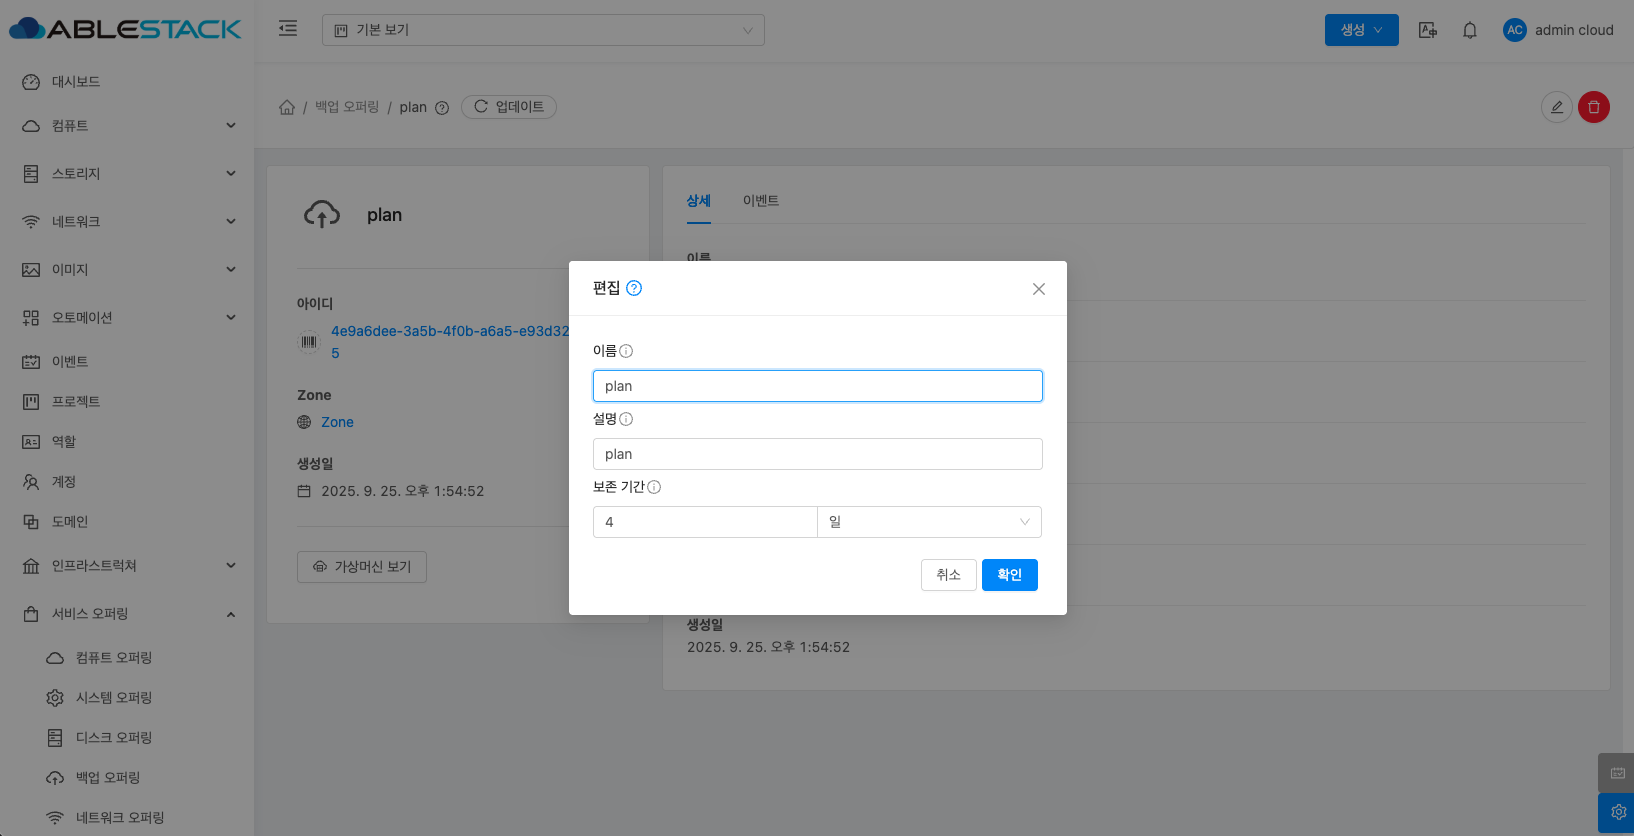 ABLESTACK
기본 보기
생성
AC
admin cloud
대시보드
컴퓨트
스토리지
네트워크
이미지
오토메이션
이벤트
프로젝트
역할
계정
도메인
인프라스트럭쳐
서비스 오퍼링
컴퓨트 오퍼링
시스템 오퍼링
디스크 오퍼링
백업 오퍼링
네트워크 오퍼링
/ 백업 오퍼링 / plan
업데이트
plan
아이디
4e9a6dee-3a5b-4f0b-a6a5-e93d32
5
Zone
Zone
생성일
2025. 9. 25. 오후 1:54:52
가상머신 보기
상세
이벤트
이름
생성일
2025. 9. 25. 오후 1:54:52
편집
이름
plan
설명
plan
보존 기간
4
일
취소
확인